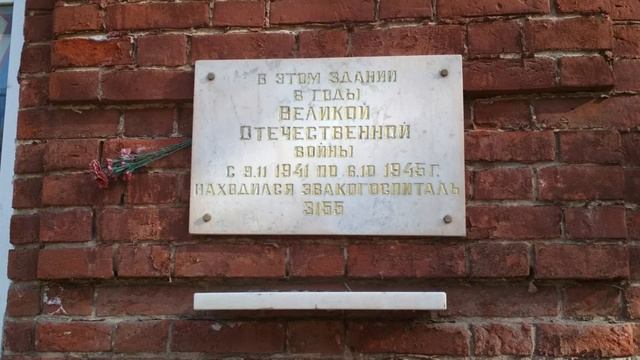 В ЭТОМ ЗДАНИИ
В ГОДЫ
ВЕЛИКОЙ
ОТЕЧЕСТВЕННОЙ
ВОЙНЫ
С 9.11 1941 ПО 6.10 1945 Г.
НАХОДИЛСЯ ЭВАКОГОСПИТАЛЬ
3155